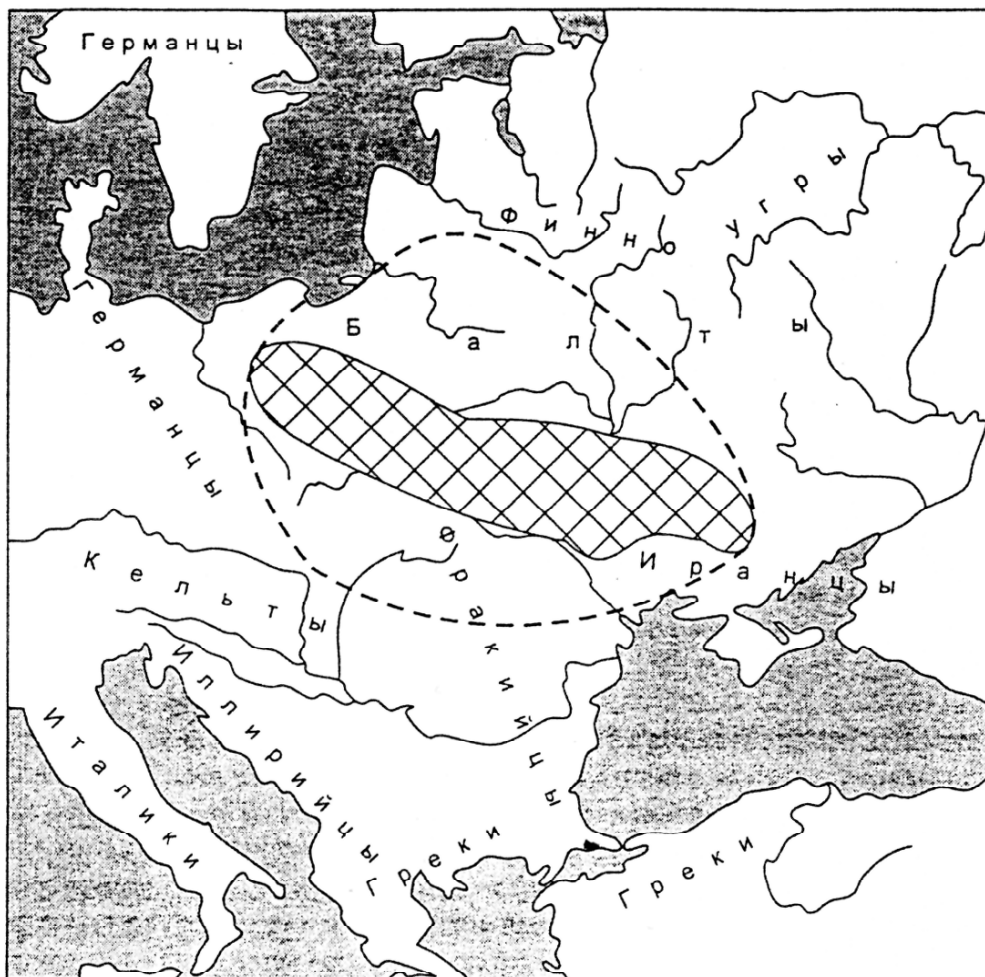 Германцы
Финно
угры
Германцы
Балты
Кельты
Фракийцы
Иранцы
Иллирийцы
Италики
Греки
Греки